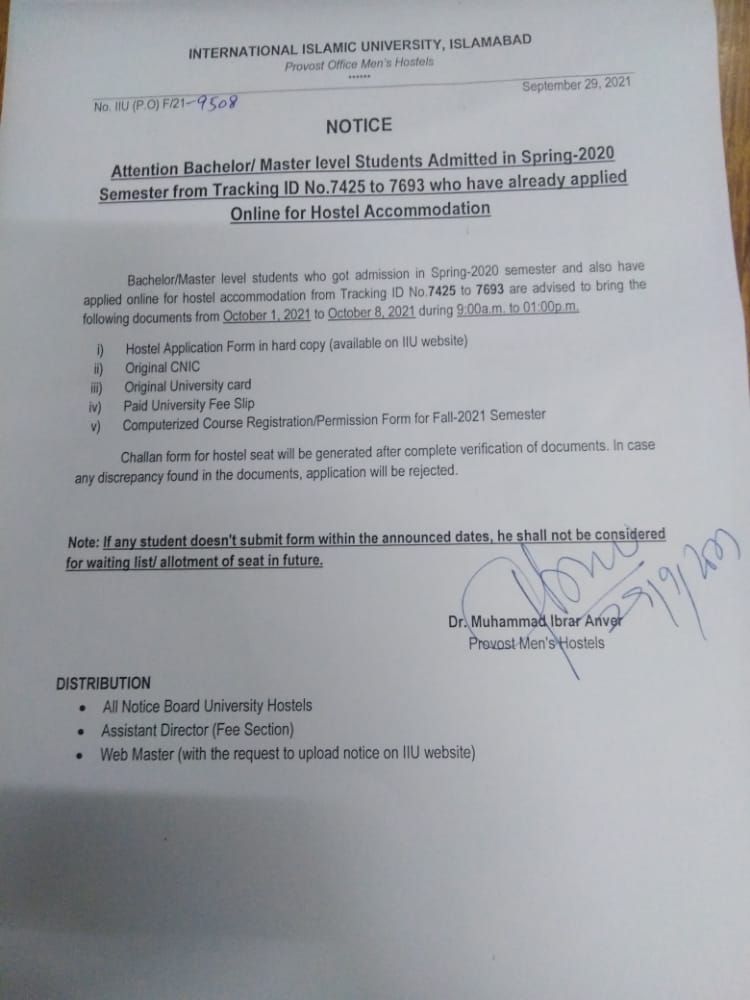 INTERNATIONAL ISLAMIC UNIVERSITY, ISLAMABAD
Provost Office Men's Hostels
******
No. IIU (P.O) F/21-9508
September 29, 2021
NOTICE
Attention Bachelor/ Master level Students Admitted in Spring-2020
Semester from Tracking ID No.7425 to 7693 who have already applied
Online for Hostel Accommodation
Bachelor/Master level students who got admission in Spring-2020 semester and also have
applied online for hostel accommodation from Tracking ID No.7425 to 7693 are advised to bring the
following documents from October 1, 2021 to October 8, 2021 during 9:00a.m. to 01:00p.m.
i) Hostel Application Form in hard copy (available on IIU website)
ii) Original CNIC
iii) Original University card
iv) Paid University Fee Slip
v) Computerized Course Registration/Permission Form for Fall-2021 Semester
Challan form for hostel seat will be generated after complete verification of documents. In case
any discrepancy found in the documents, application will be rejected.
Note: If any student doesn't submit form within the announced dates, he shall not be considered
for waiting list/ allotment of seat in future.
Dr. Muhammad Ibrar Anver
Provost Men's Hostels
DISTRIBUTION
• All Notice Board University Hostels
• Assistant Director (Fee Section)
• Web Master (with the request to upload notice on IIU website)